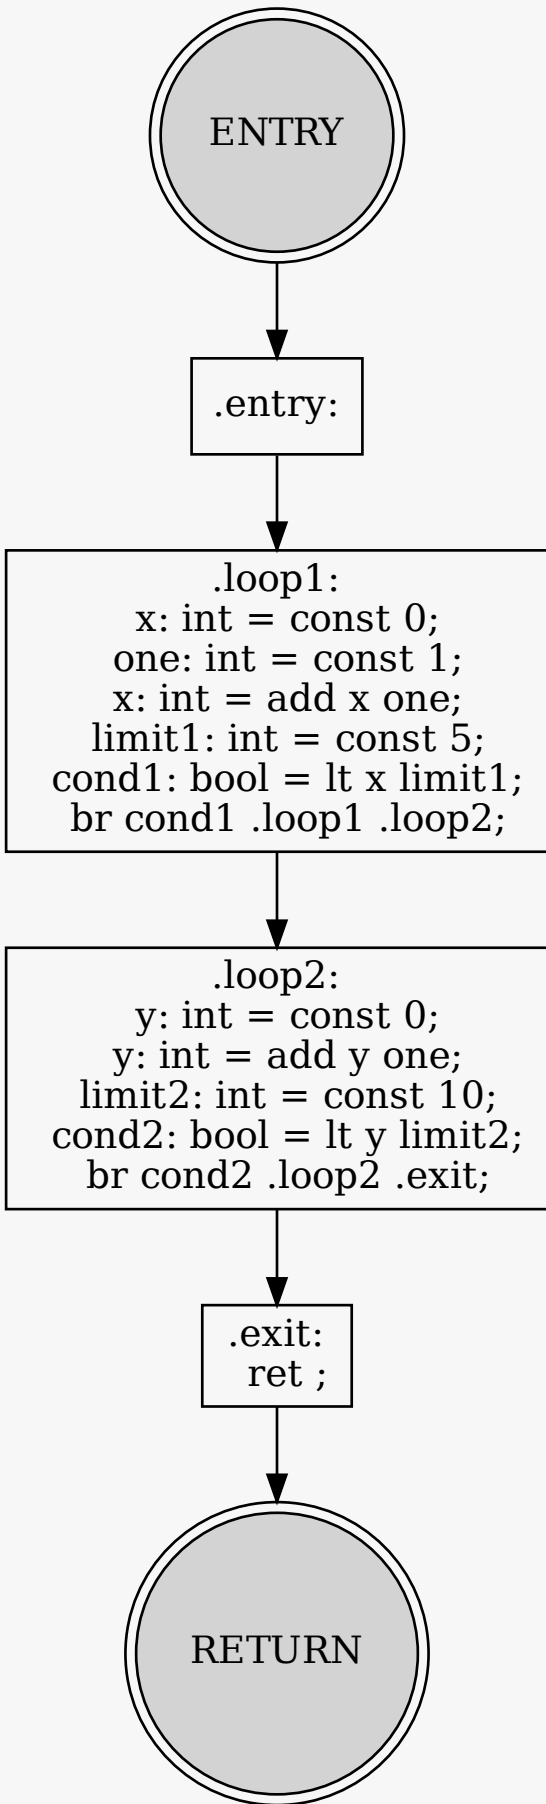 ENTRY
.entry:
.loop1:
x: int = const 0;
one: int = const 1;
x: int = add x one;
limit1: int = const 5;
cond1: bool = lt x limit1;
br cond1 .loop1 .loop2;
.loop2:
y: int = const 0;
y: int = add y one;
limit2: int = const 10;
cond2: bool = lt y limit2;
br cond2 .loop2 .exit;
.exit:
ret ;
RETURN